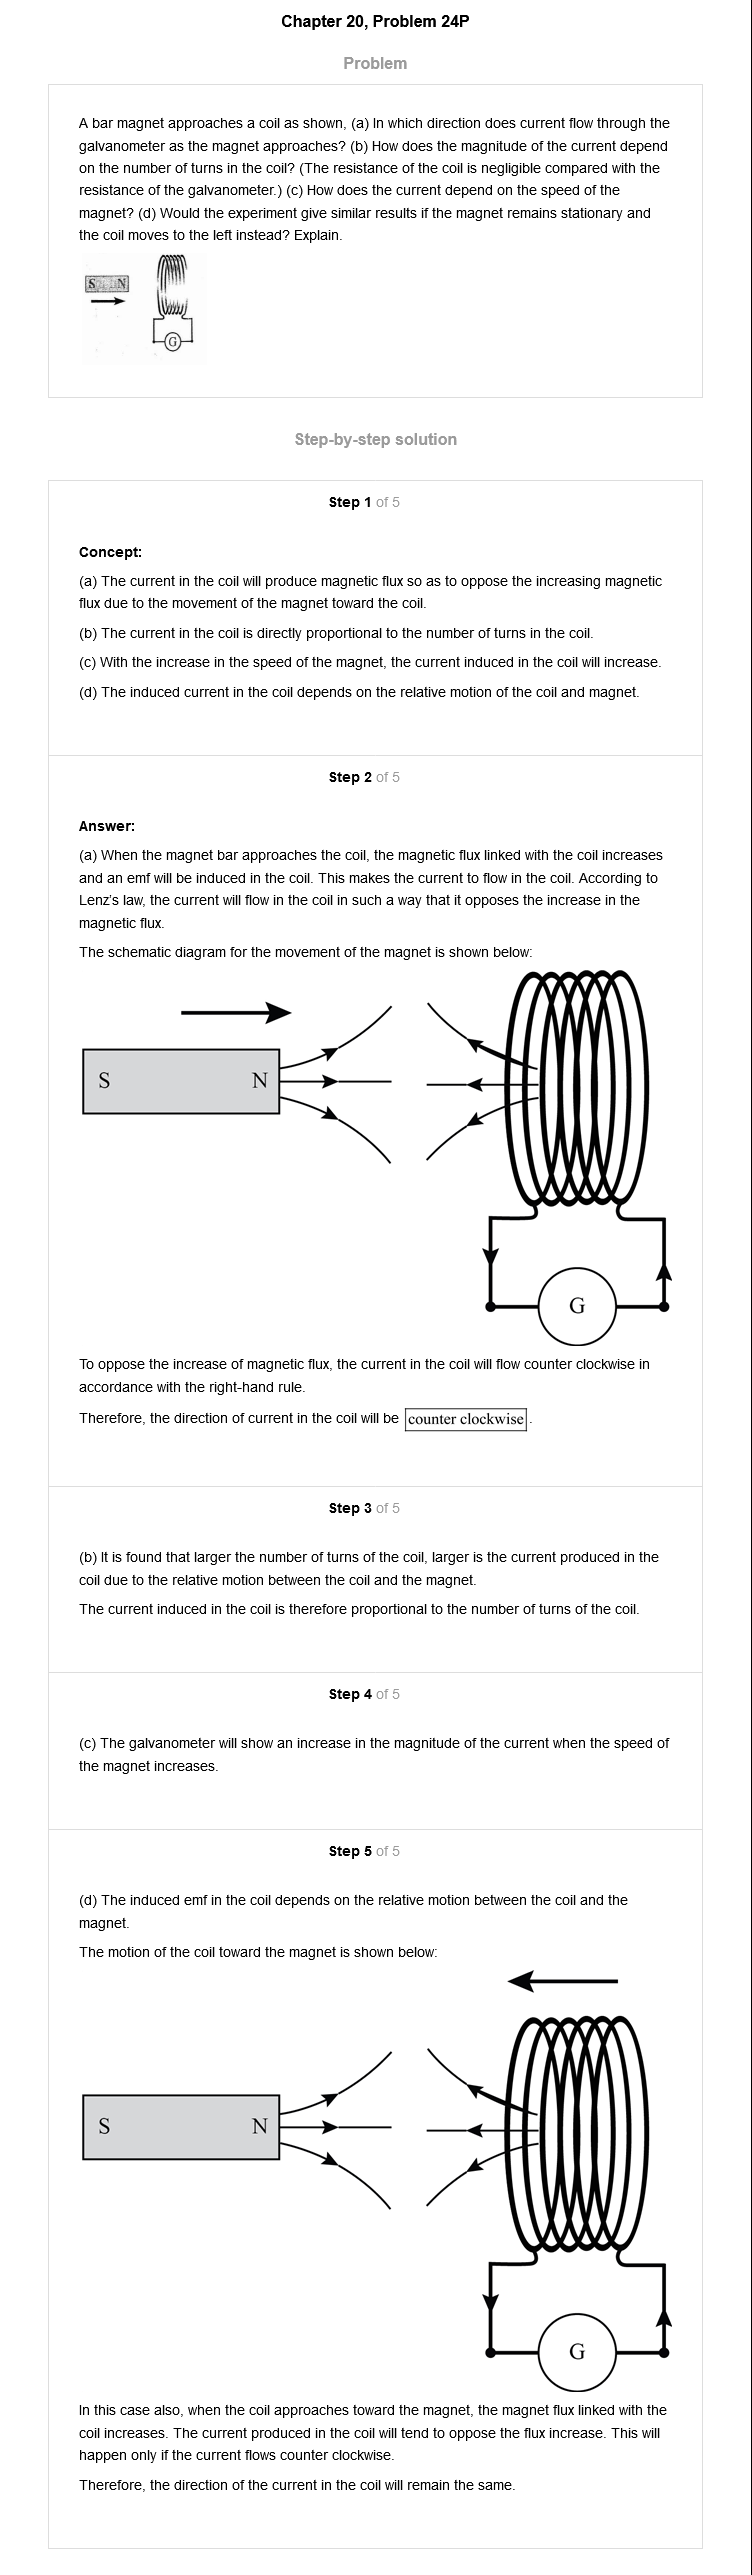 Chapter 20, Problem 24P
Problem
A bar magnet approaches a coil as shown, (a) In which direction does current flow through the
galvanometer as the magnet approaches? (b) How does the magnitude of the current depend
on the number of turns in the coil? (The resistance of the coil is negligible compared with the
resistance of the galvanometer.) (c) How does the current depend on the speed of the
magnet? (d) Would the experiment give similar results if the magnet remains stationary and
the coil moves to the left instead? Explain.
S N
G
Step-by-step solution
Step 1 of 5
Concept:
(a) The current in the coil will produce magnetic flux so as to oppose the increasing magnetic
flux due to the movement of the magnet toward the coil.
(b) The current in the coil is directly proportional to the number of turns in the coil.
(c) With the increase in the speed of the magnet, the current induced in the coil will increase.
(d) The induced current in the coil depends on the relative motion of the coil and magnet.
Step 2 of 5
Answer:
(a) When the magnet bar approaches the coil, the magnetic flux linked with the coil increases
and an emf will be induced in the coil. This makes the current to flow in the coil. According to
Lenz's law, the current will flow in the coil in such a way that it opposes the increase in the
magnetic flux.
The schematic diagram for the movement of the magnet is shown below:
S N
G
To oppose the increase of magnetic flux, the current in the coil will flow counter clockwise in
accordance with the right-hand rule.
Therefore, the direction of current in the coil will be counter clockwise.
Step 3 of 5
(b) It is found that larger the number of turns of the coil, larger is the current produced in the
coil due to the relative motion between the coil and the magnet.
The current induced in the coil is therefore proportional to the number of turns of the coil.
Step 4 of 5
(c) The galvanometer will show an increase in the magnitude of the current when the speed of
the magnet increases.
Step 5 of 5
(d) The induced emf in the coil depends on the relative motion between the coil and the
magnet.
The motion of the coil toward the magnet is shown below:
S N
G
In this case also, when the coil approaches toward the magnet, the magnet flux linked with the
coil increases. The current produced in the coil will tend to oppose the flux increase. This will
happen only if the current flows counter clockwise.
Therefore, the direction of the current in the coil will remain the same.